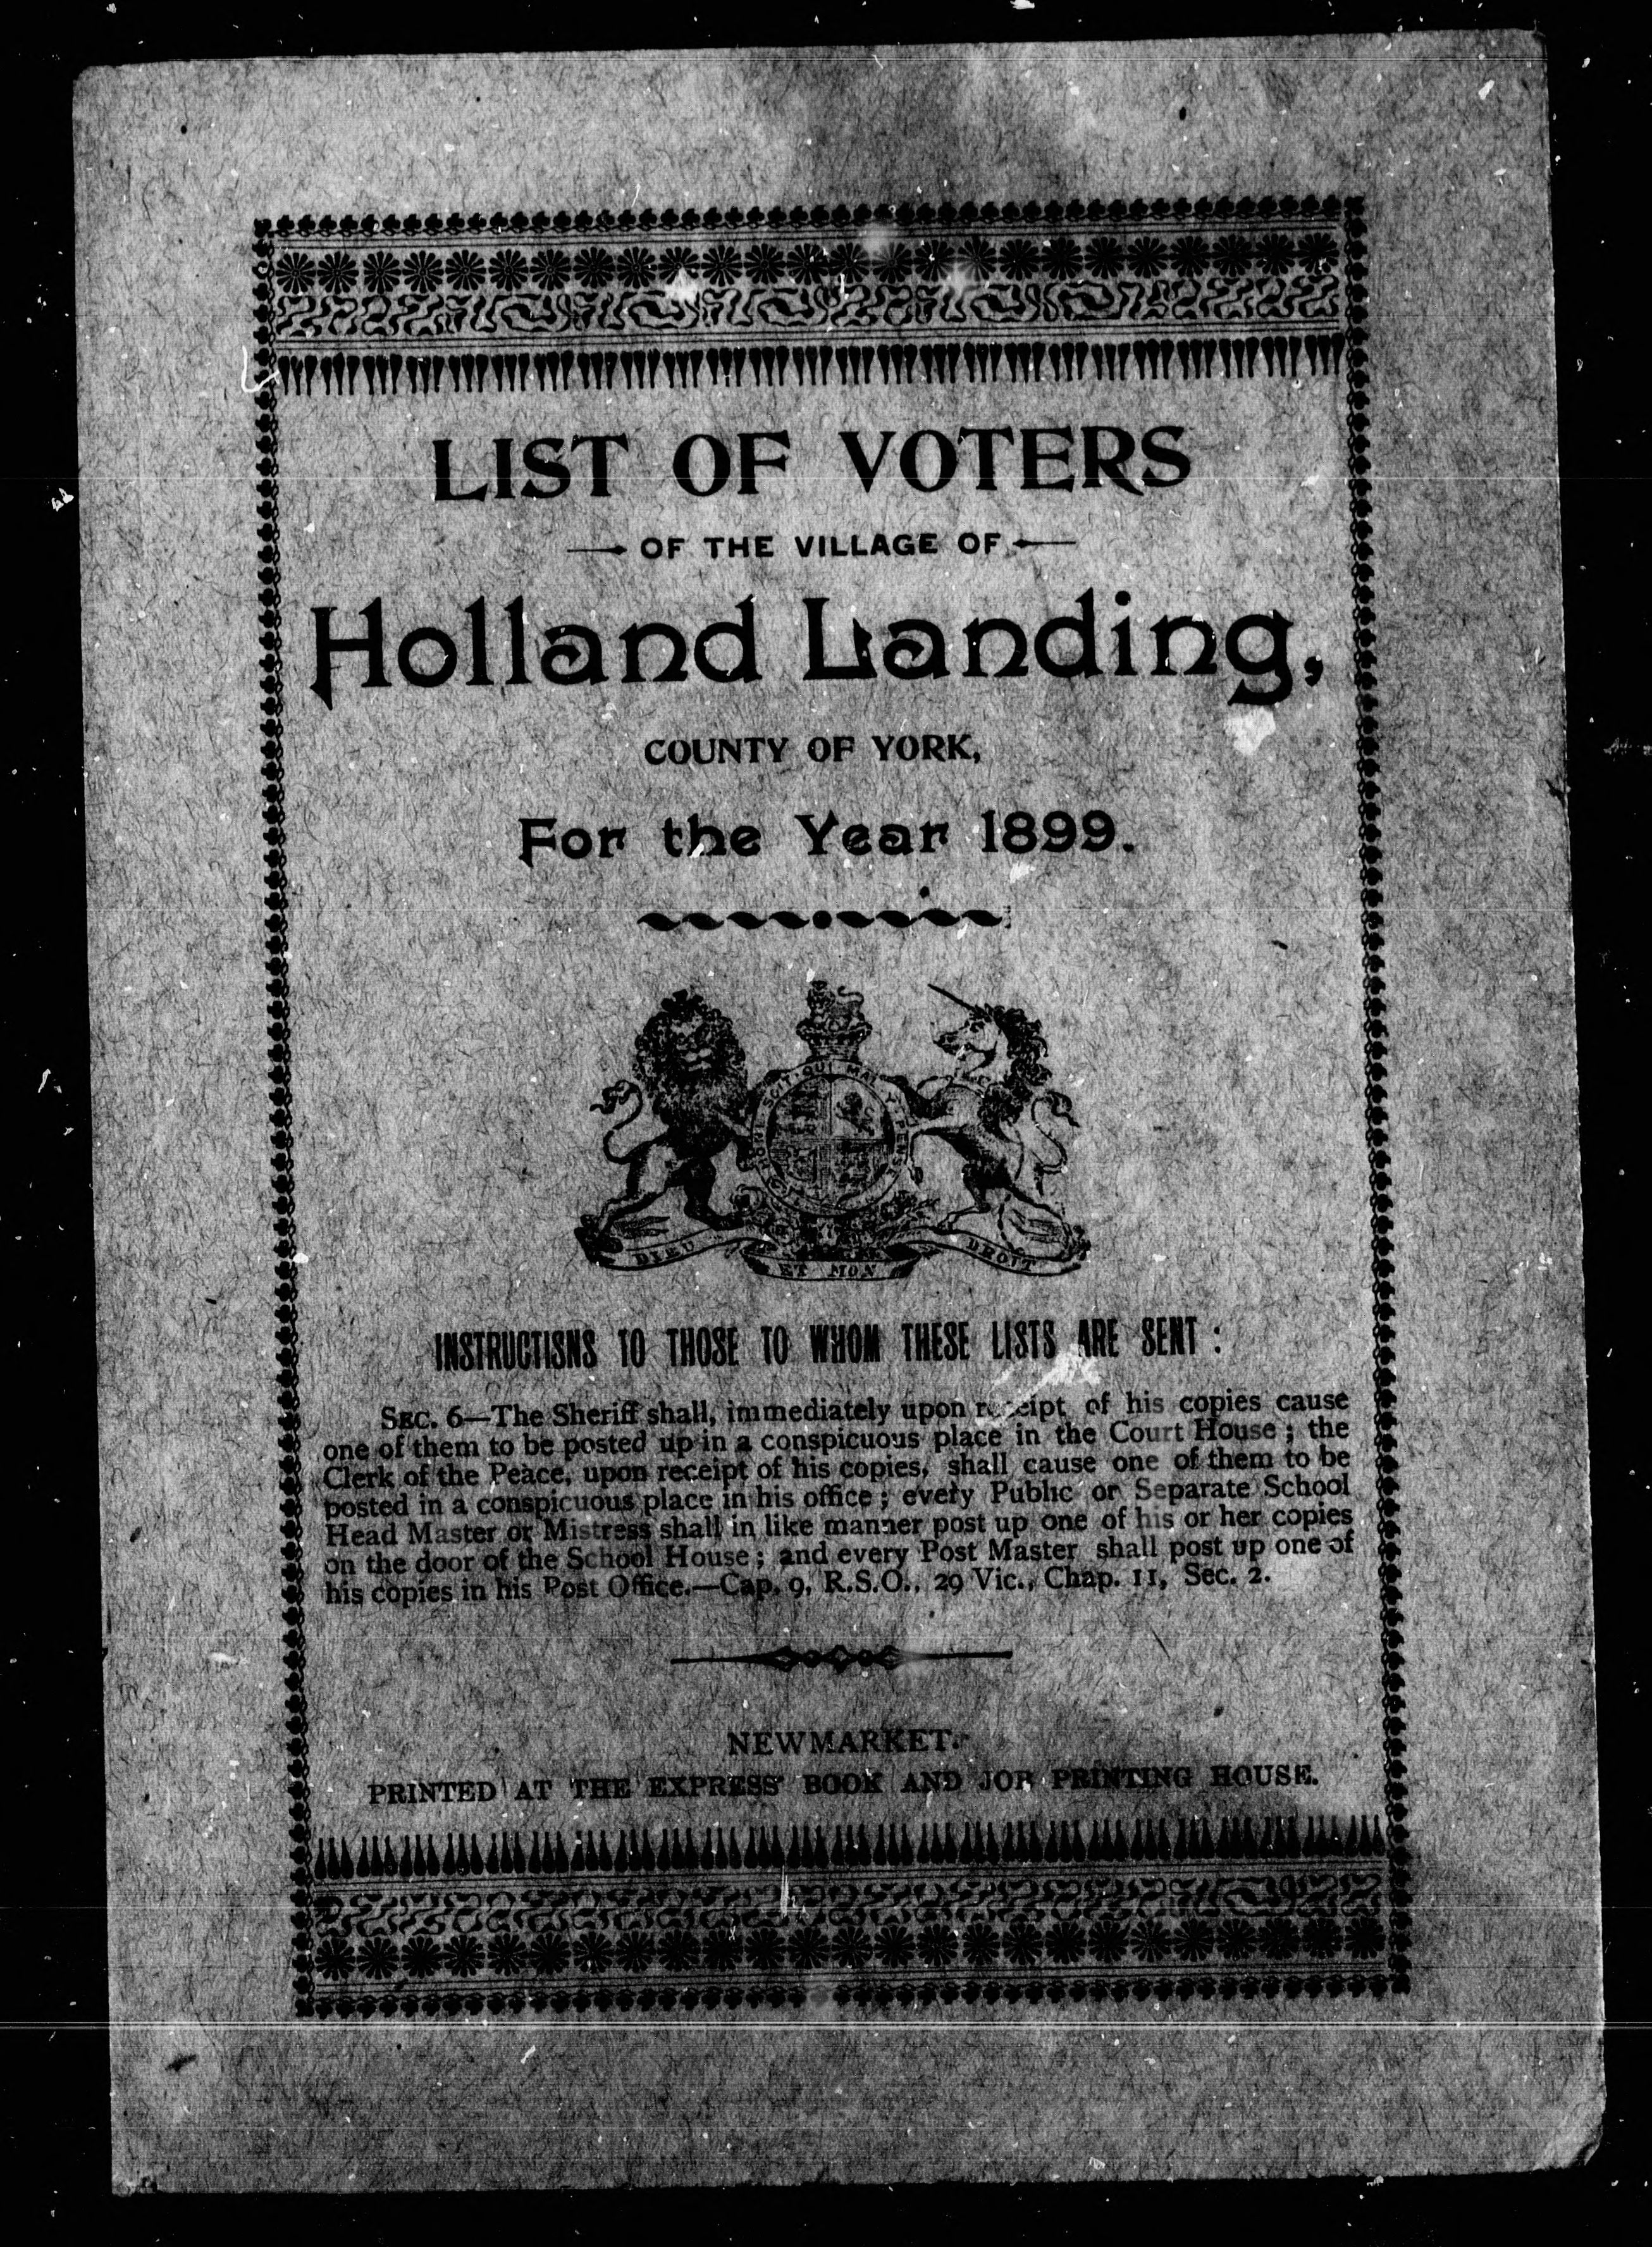 LIST OF VOTERS
OF THE VILLAGE OF
Holland Landing,
COUNTY OF YORK,
For the Year 1899.
SOIT QUI MAL Y PENSE
DIEU ET MON DROIT
INSTRUCTISNS TO THOSE TO WHOM THESE LISTS ARE SENT :
SEC. 6—The Sheriff shall, immediately upon receipt of his copies cause
one of them to be posted up in a conspicuous place in the Court House ; the
Clerk of the Peace, upon receipt of his copies, shall cause one of them to be
posted in a conspicuous place in his office ; every Public or Separate School
Head Master or Mistress shall in like manner post up one of his or her copies
on the door of the School House ; and every Post Master shall post up one of
his copies in his Post Office.—Cap. 9, R.S.O., 29 Vic., Chap. 11, Sec. 2.
NEWMARKET.
PRINTED AT THE EXPRESS BOOK AND JOB PRINTING HOUSE.